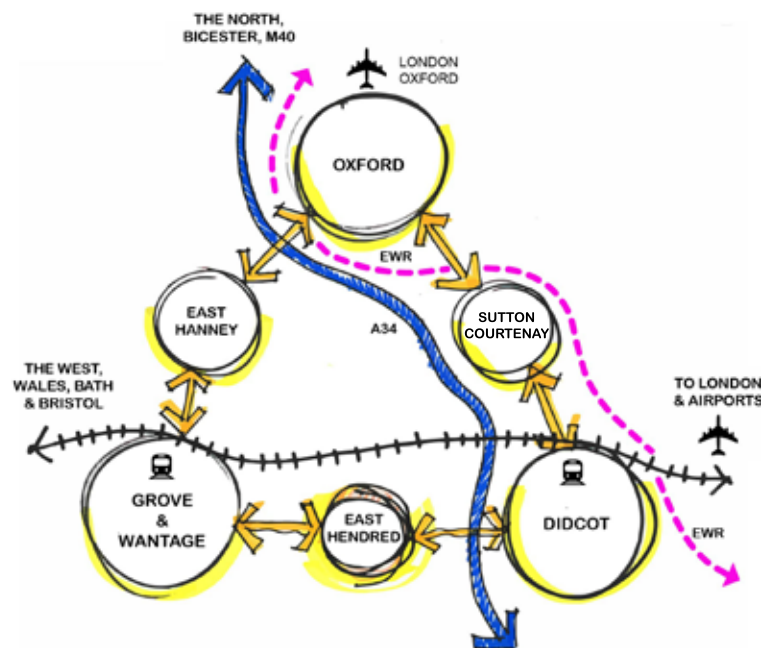 THE NORTH,
BICESTER, M40
LONDON
OXFORD
OXFORD
EWR
EAST
HANNEY
SUTTON
COURTENAY
A34
THE WEST,
WALES, BATH
& BRISTOL
TO LONDON
& AIRPORTS
GROVE
&
WANTAGE
EAST
HENDRED
DIDCOT
EWR